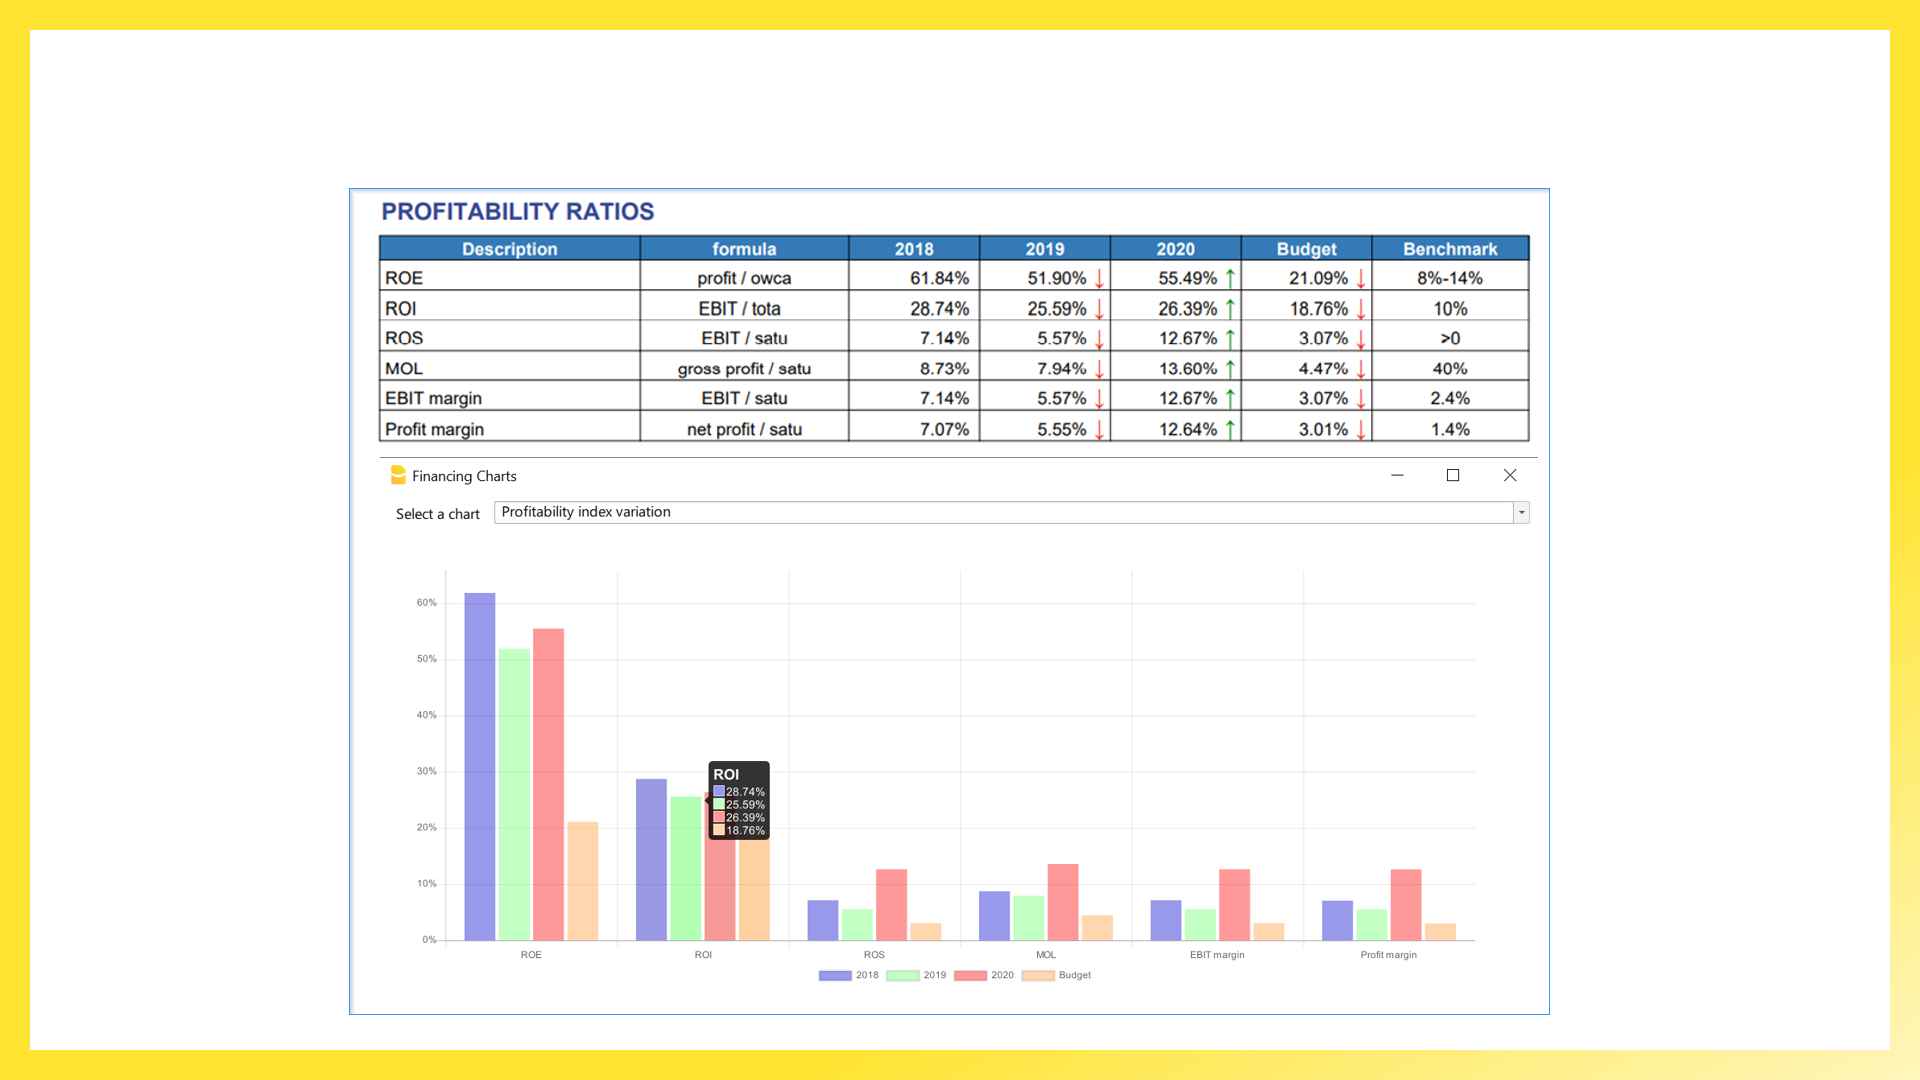 PROFITABILITY RATIOS
Description formula 2018 2019 2020 Budget Benchmark
ROE profit / owca 61.84% 51.90% ↓ 55.49% ↑ 21.09% ↓ 8%-14%
ROI EBIT / tota 28.74% 25.59% ↓ 26.39% ↑ 18.76% ↓ 10%
ROS EBIT / satu 7.14% 5.57% ↓ 12.67% ↑ 3.07% ↓ >0
MOL gross profit / satu 8.73% 7.94% ↓ 13.60% ↑ 4.47% ↓ 40%
EBIT margin EBIT / satu 7.14% 5.57% ↓ 12.67% ↑ 3.07% ↓ 2.4%
Profit margin net profit / satu 7.07% 5.55% ↓ 12.64% ↑ 3.01% ↓ 1.4%
Financing Charts
Select a chart Profitability index variation
60%
50%
40%
30%
20%
10%
0%
ROI
28.74%
25.59%
26.39%
18.76%
ROE ROI ROS MOL EBIT margin Profit margin
2018 2019 2020 Budget